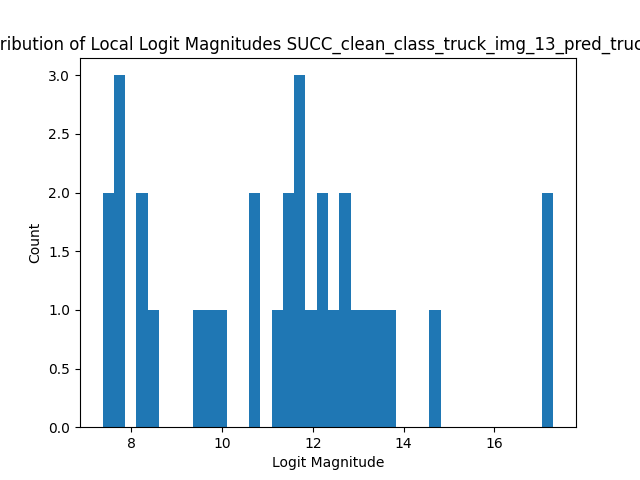 ribution of Local Logit Magnitudes SUCC_clean_class_truck_img_13_pred_truc
3.0
2.5
2.0
1.5
1.0
0.5
0.0
Count
8 10 12 14 16
Logit Magnitude